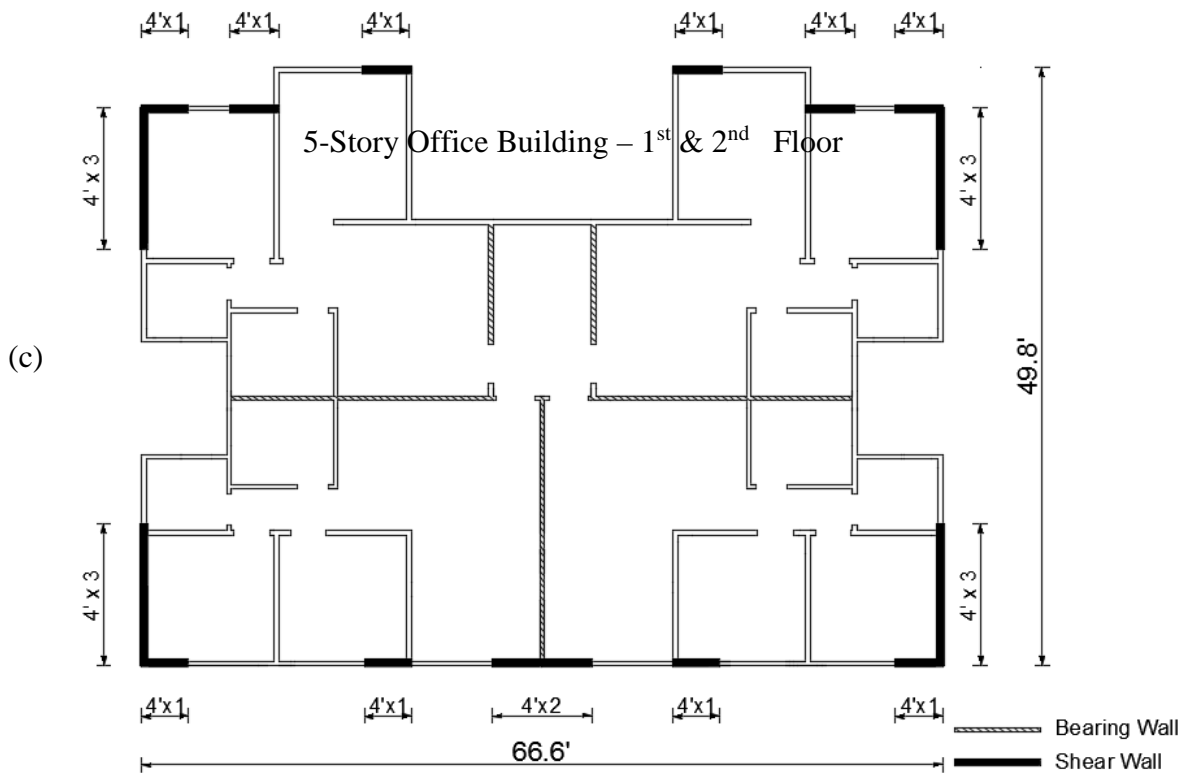 4'x1 4'x1 4'x1 4'x1 4'x1 4'x1
5-Story Office Building – 1st & 2nd Floor
4' x 3
4' x 3
(c)
49.8'
4' x 3
4' x 3
4'x1 4'x1 4'x2 4'x1 4'x1
66.6'
Bearing Wall
Shear Wall